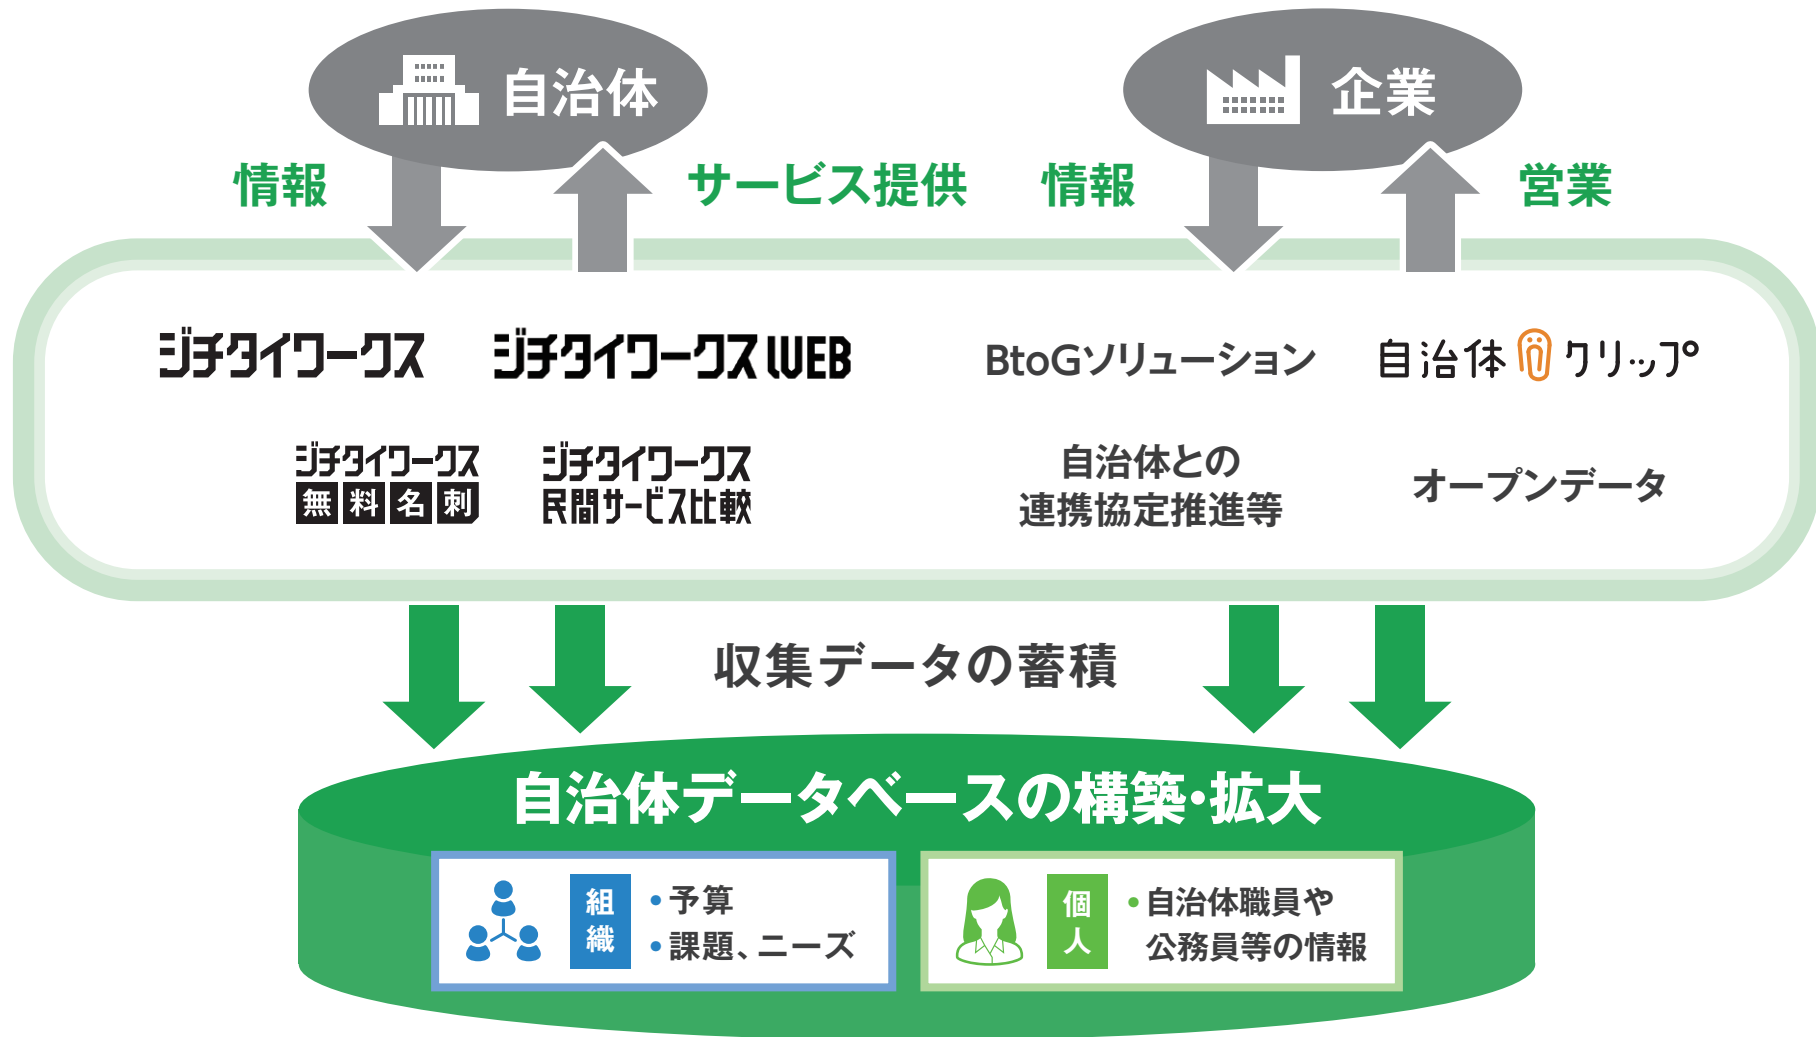 自治体
企業
情報
サービス提供
情報
営業
ジチタイワークス
ジチタイワークス WEB
BtoGソリューション
自治体クリップ
ジチタイワークス
無料名刺
ジチタイワークス
民間サービス比較
自治体との
連携協定推進等
オープンデータ
収集データの蓄積
自治体データベースの構築・拡大
組織
・予算
・課題、ニーズ
個人
・自治体職員や
公務員等の情報